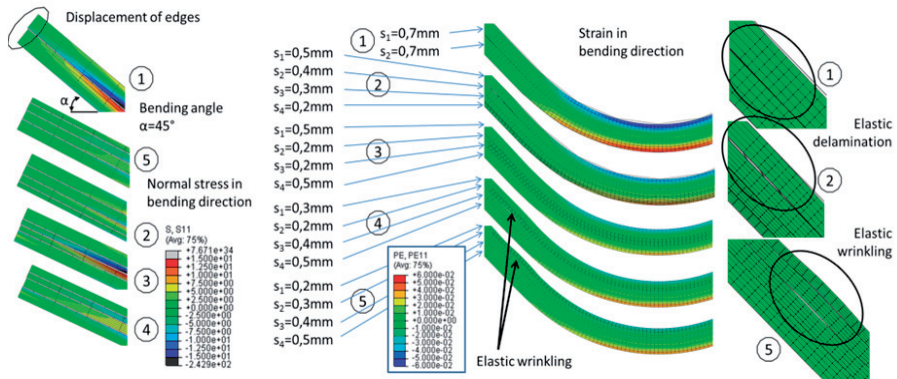 Displacement of edges
1
α
Bending angle
α=45°
5
Normal stress in
bending direction
2
3
4
S, S11
(Avg: 75%)
+7.671e+34
+1.500e+01
+1.250e+01
+1.000e+01
+7.500e+00
+5.000e+00
+2.500e+00
+0.000e+00
-2.500e+00
-5.000e+00
-7.500e+00
-1.000e+01
-1.250e+01
-1.500e+01
-2.429e+02
1
s1=0,7mm
s2=0,7mm
2
s1=0,5mm
s2=0,4mm
s3=0,3mm
s4=0,2mm
3
s1=0,5mm
s2=0,2mm
s3=0,2mm
s4=0,5mm
4
s1=0,3mm
s2=0,2mm
s3=0,4mm
s4=0,5mm
5
s1=0,2mm
s2=0,3mm
s3=0,4mm
s4=0,5mm
PE, PE11
(Avg: 75%)
+6.000e-02
+5.000e-02
+4.000e-02
+3.000e-02
+2.000e-02
+1.000e-02
+0.000e+00
-1.000e-02
-2.000e-02
-3.000e-02
-4.000e-02
-5.000e-02
-6.000e-02
Strain in
bending direction
Elastic wrinkling
1
Elastic
delamination
2
Elastic
wrinkling
5